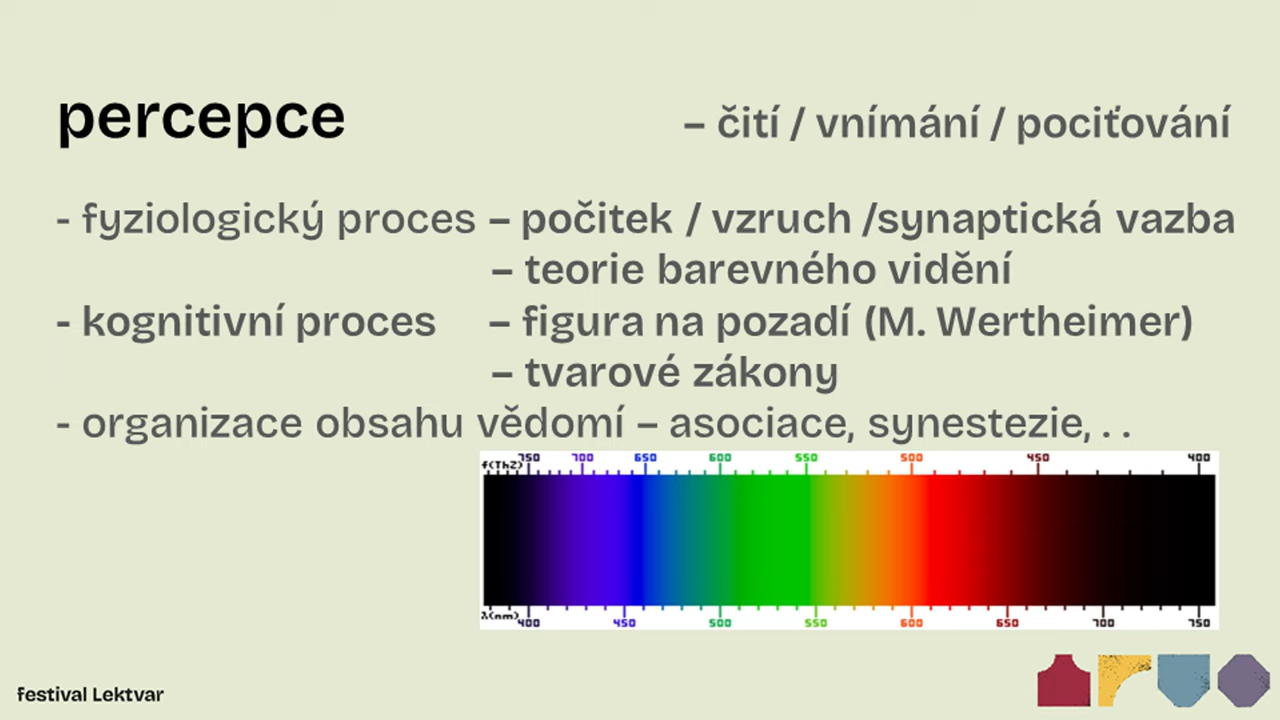 percepce – čití / vnímání / pociťování
- fyziologický proces – počitek / vzruch /synaptická vazba
– teorie barevného vidění
- kognitivní proces – figura na pozadí (M. Wertheimer)
– tvarové zákony
- organizace obsahu vědomí – asociace, synestezie, . .
f(ThZ) 750 700 650 600 550 500 450 400
λ(nm) 400 450 500 550 600 650 700 750
festival Lektvar